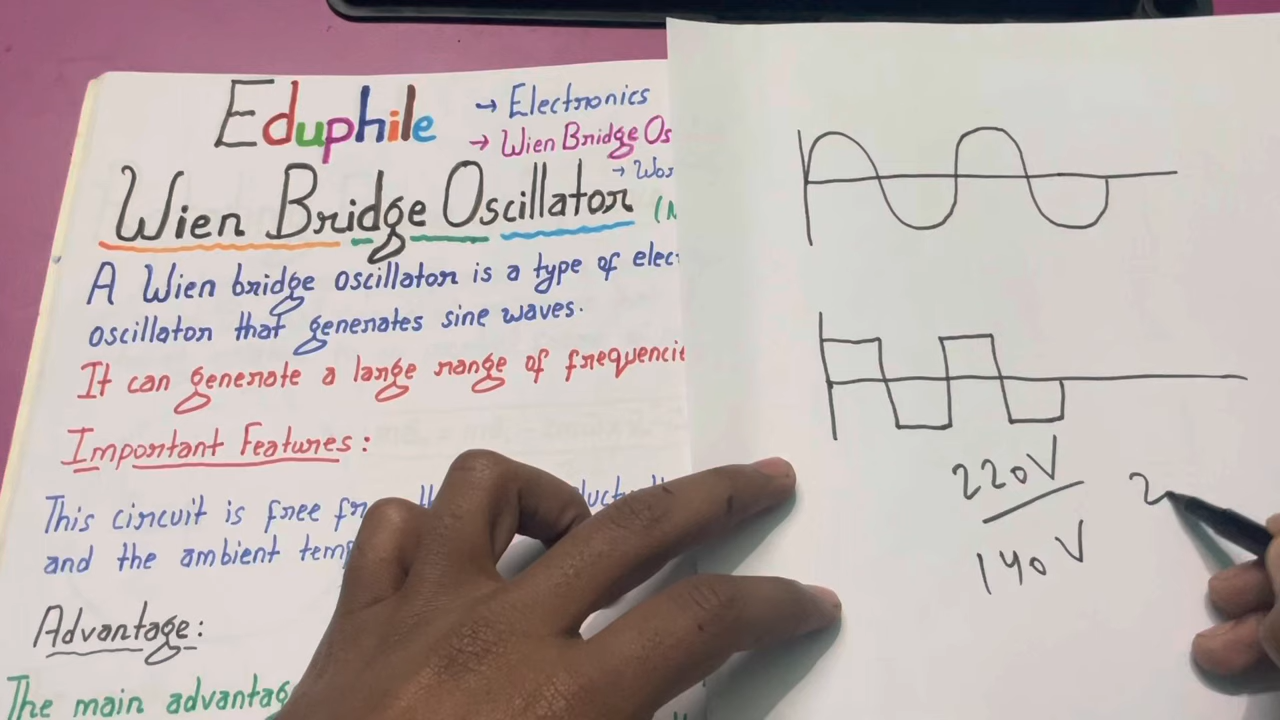 Eduphile
→ Electronics
→ Wien Bridge Os
→ Wor
Wien Bridge Oscillator
A Wien bridge oscillator is a type of elec
oscillator that generates sine waves.
It can generate a large range of frequenci
Important Features:
This circuit is free
and the ambient temp
Advantage:
The main advantag
220V
140V
2